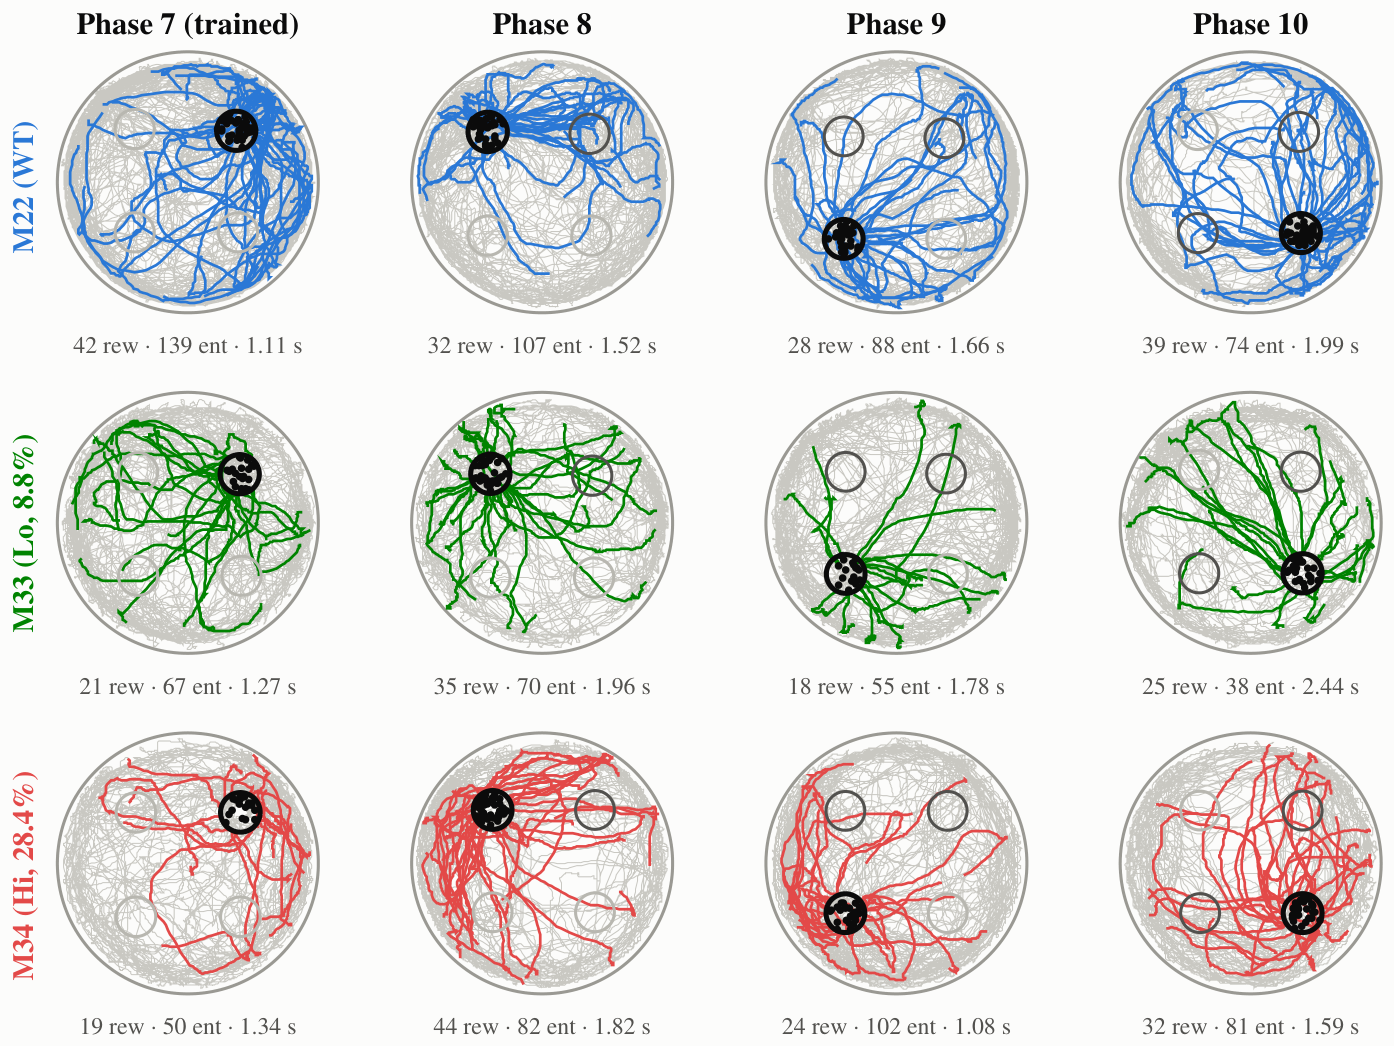 Phase 7 (trained)
Phase 8
Phase 9
Phase 10
M22 (WT)
42 rew · 139 ent · 1.11 s
32 rew · 107 ent · 1.52 s
28 rew · 88 ent · 1.66 s
39 rew · 74 ent · 1.99 s
M33 (Lo, 8.8%)
21 rew · 67 ent · 1.27 s
35 rew · 70 ent · 1.96 s
18 rew · 55 ent · 1.78 s
25 rew · 38 ent · 2.44 s
M34 (Hi, 28.4%)
19 rew · 50 ent · 1.34 s
44 rew · 82 ent · 1.82 s
24 rew · 102 ent · 1.08 s
32 rew · 81 ent · 1.59 s